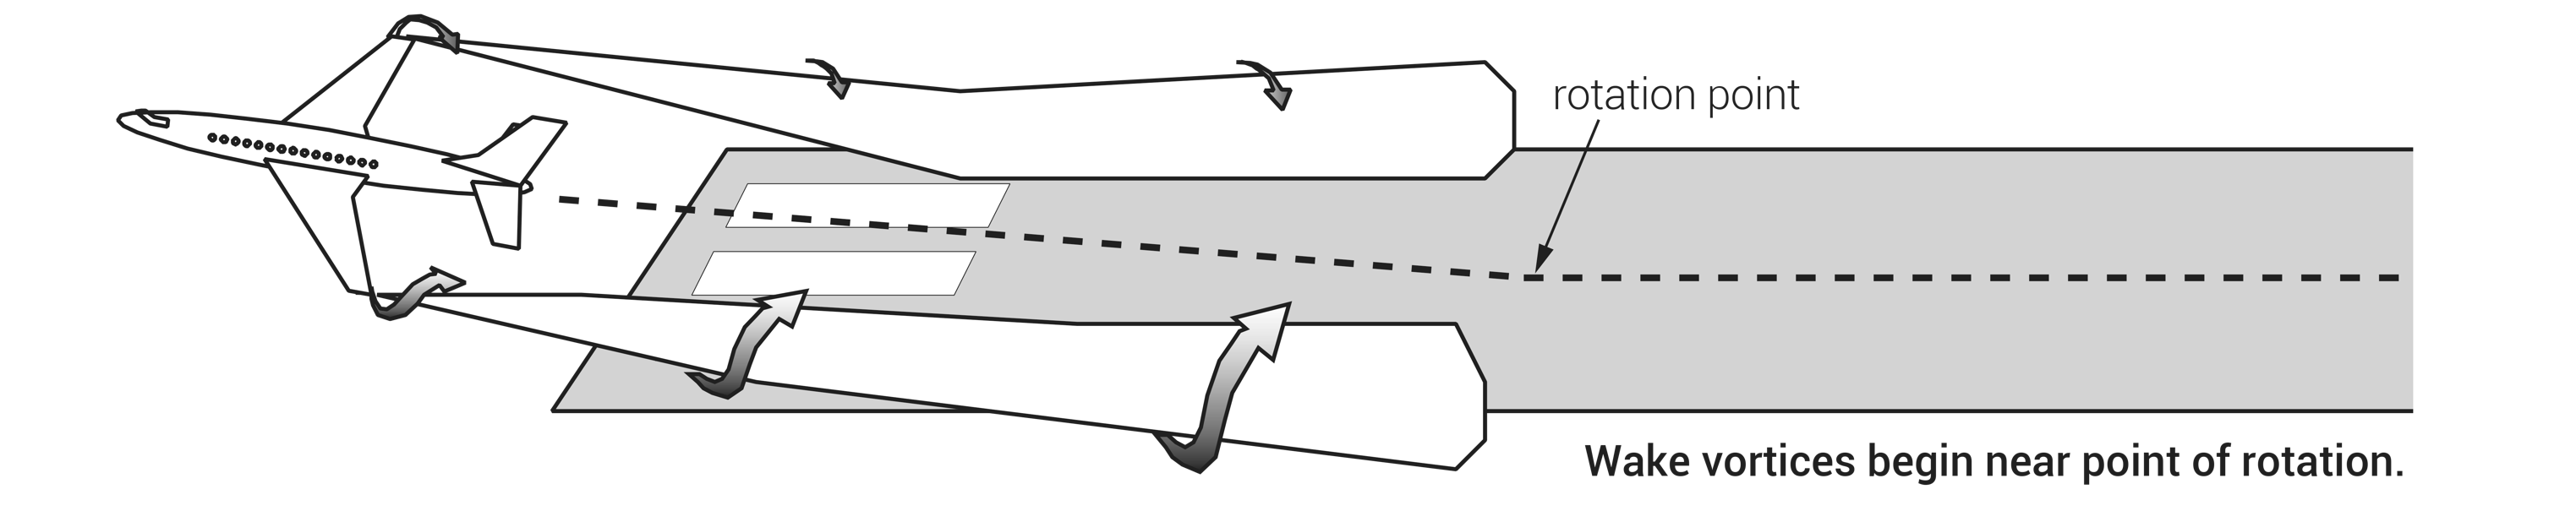 rotation point
Wake vortices begin near point of rotation.